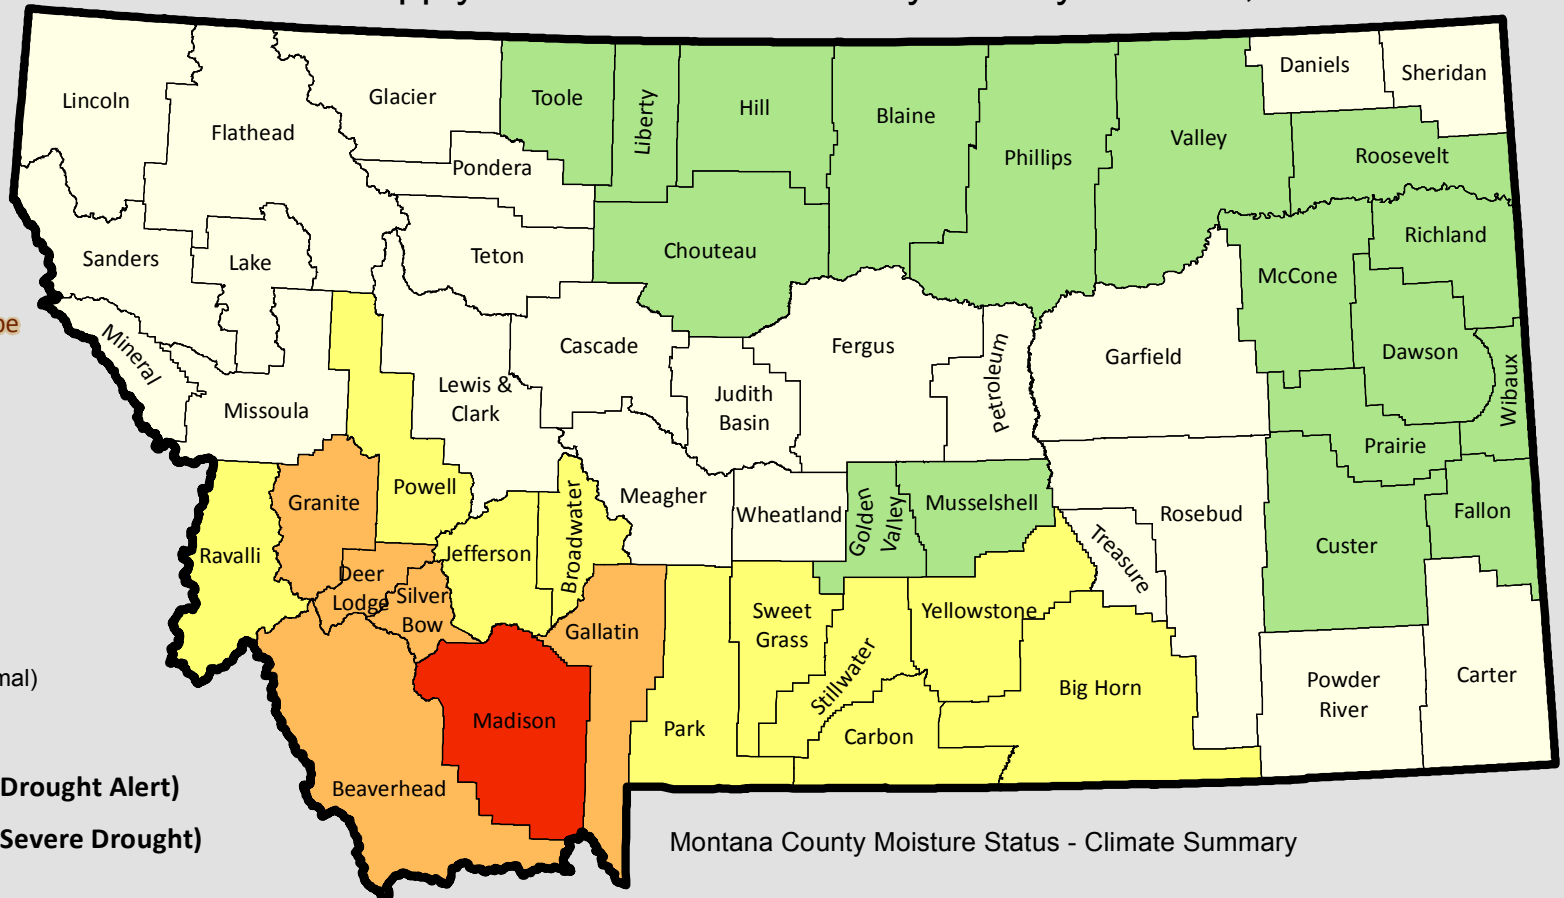 Lincoln
Flathead
Glacier
Toole
Liberty
Hill
Blaine
Phillips
Valley
Daniels
Sheridan
Roosevelt
Pondera
Sanders
Lake
Teton
Chouteau
McCone
Richland
Mineral
Missoula
Lewis &
Clark
Cascade
Judith
Basin
Fergus
Petroleum
Garfield
Dawson
Wibaux
Prairie
Granite
Powell
Ravalli
Deer
Lodge
Silver
Bow
Jefferson
Broadwater
Meagher
Wheatland
Golden
Valley
Musselshell
Treasure
Rosebud
Custer
Fallon
Gallatin
Sweet
Grass
Stillwater
Yellowstone
Big Horn
Powder
River
Carter
Madison
Park
Carbon
Beaverhead
mal)
Drought Alert)
Severe Drought)
Montana County Moisture Status - Climate Summary